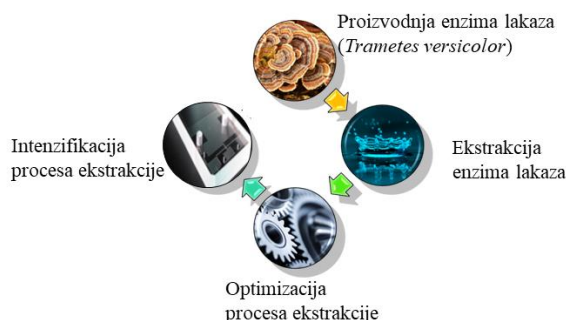 Proizvodnja enzima lakaza
(Trametes versicolor)
Ekstrakcija
enzima lakaza
Optimizacija
procesa ekstrakcije
Intenzifikacija
procesa ekstrakcije